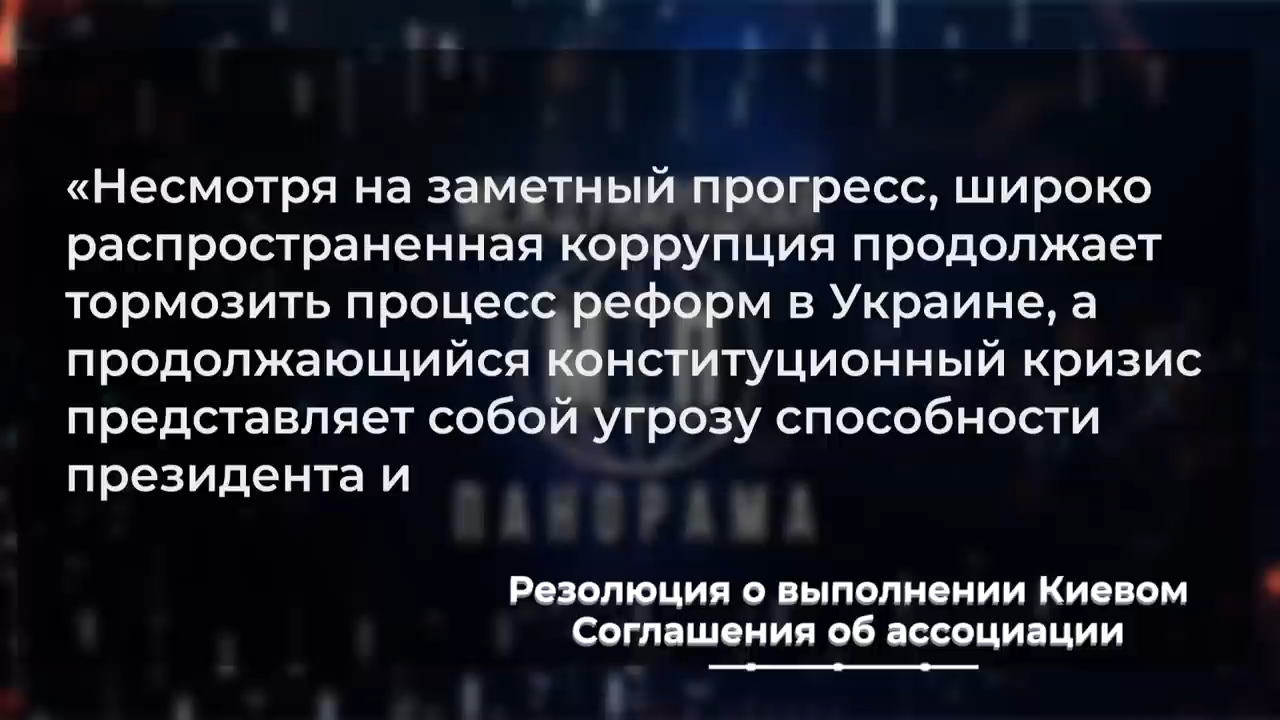 «Несмотря на заметный прогресс, широко
распространенная коррупция продолжает
тормозить процесс реформ в Украине, а
продолжающийся конституционный кризис
представляет собой угрозу способности
президента и
ПАНОРАМА
Резолюция о выполнении Киевом
Соглашения об ассоциации